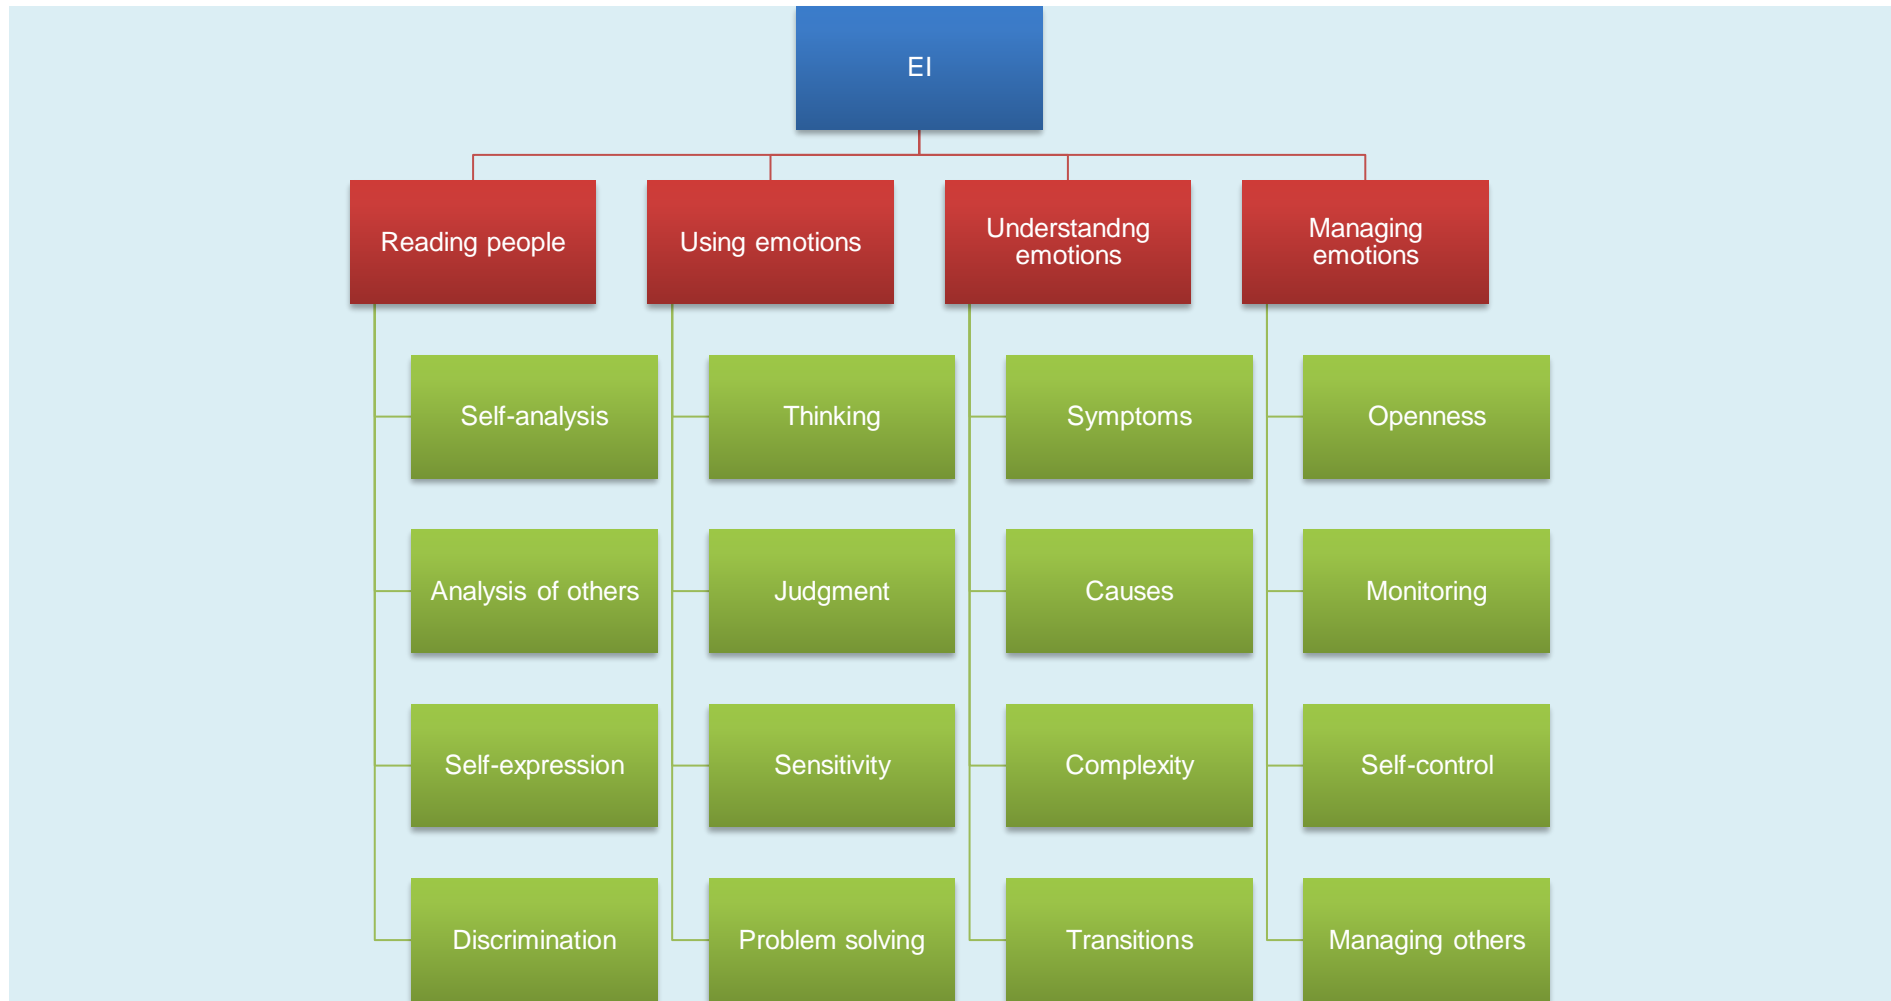 EI
Reading people
Using emotions
Understandng
emotions
Managing
emotions
Self-analysis
Thinking
Symptoms
Openness
Analysis of others
Judgment
Causes
Monitoring
Self-expression
Sensitivity
Complexity
Self-control
Discrimination
Problem solving
Transitions
Managing others